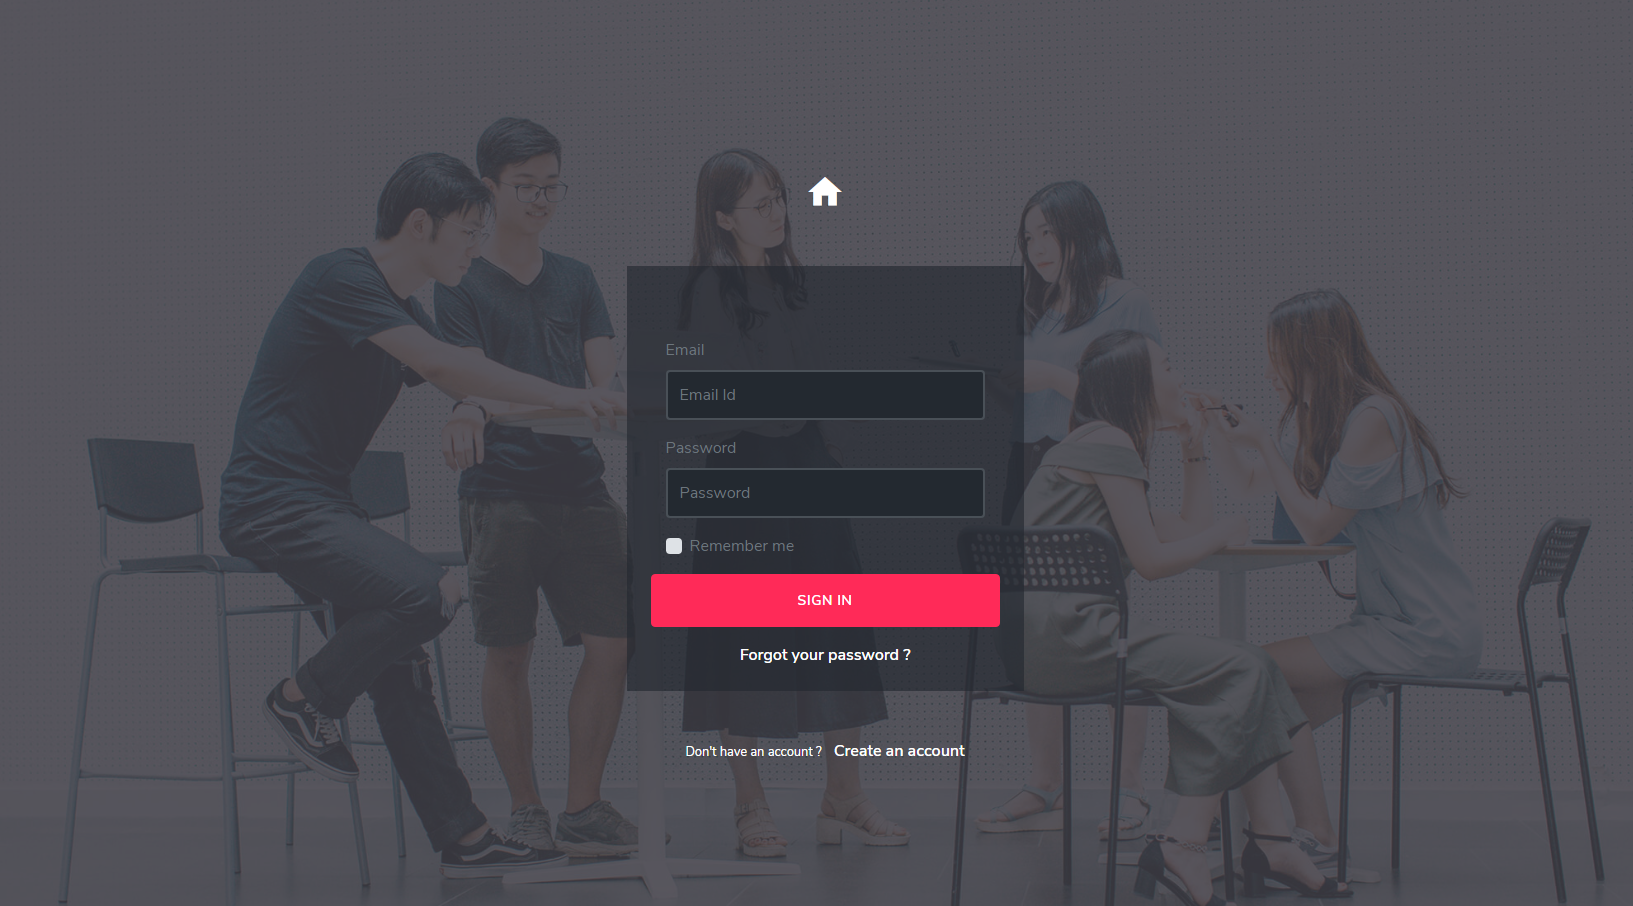 Email
Email Id
Password
Password
Remember me
SIGN IN
Forgot your password ?
Don't have an account ? Create an account